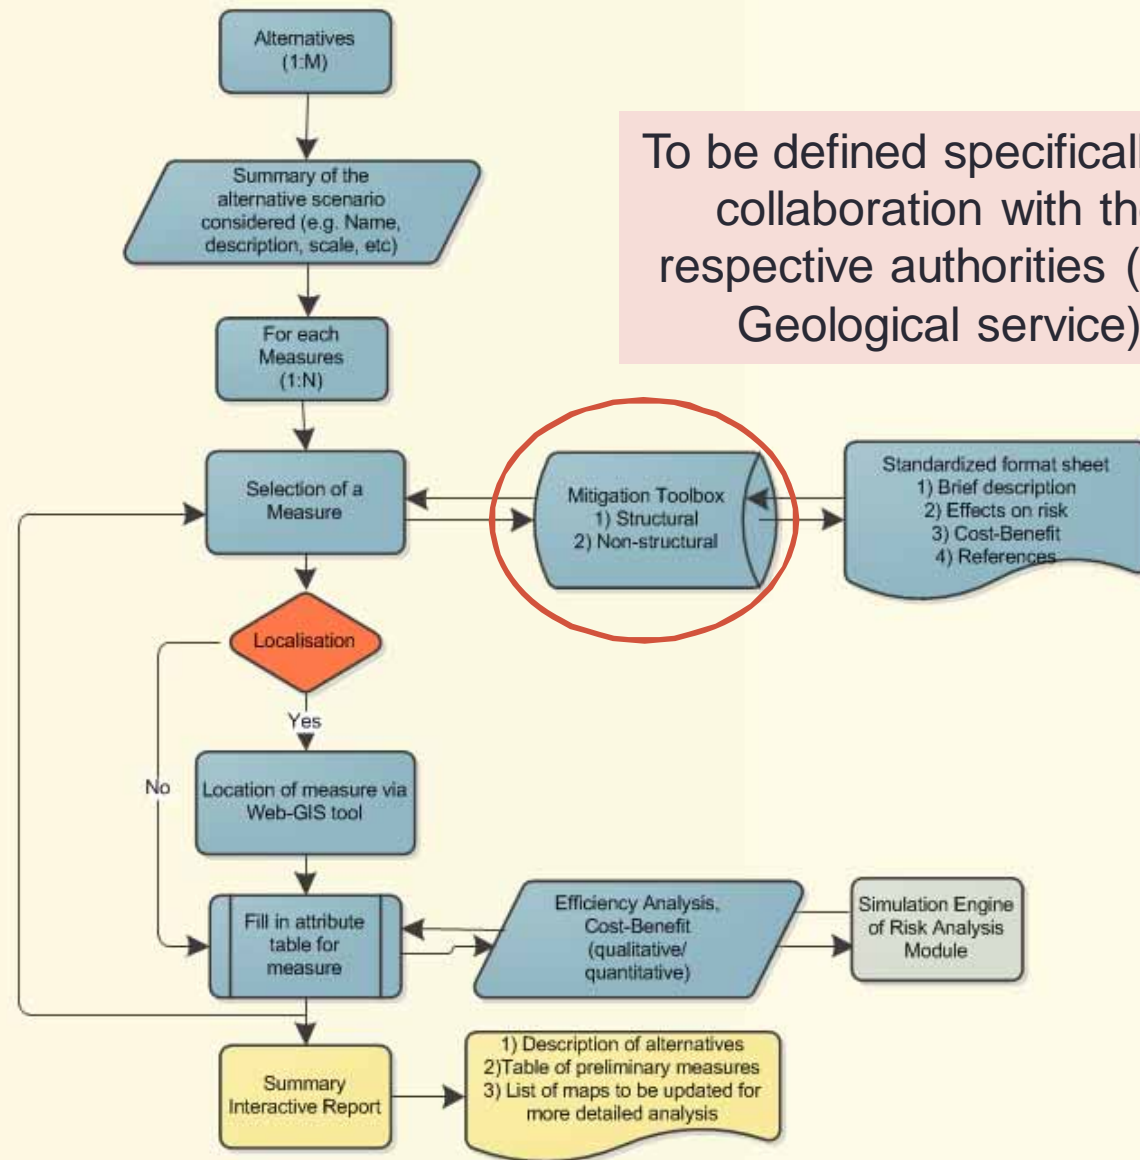 Alternatives
(1:M)
Summary of the
alternative scenario
considered (e.g. Name,
description, scale, etc)
To be defined
collaboration with
respective authorities (
Geological service)
For each
Measures
(1:N)
Selection of a
Measure
Mitigation Toolbox
1) Structural
2) Non-structural
Standardized format sheet
1) Brief description
2) Effects on risk
3) Cost-Benefit
4) References
Localisation
Yes
No
Location of measure via
Web-GIS tool
Fill in attribute
table for
measure
Efficiency Analysis,
Cost-Benefit
(qualitative/
quantitative)
Simulation Engine
of Risk Analysis
Module
Summary
Interactive Report
1) Description of alternatives
2)Table of preliminary measures
3) List of maps to be updated for
more detailed analysis